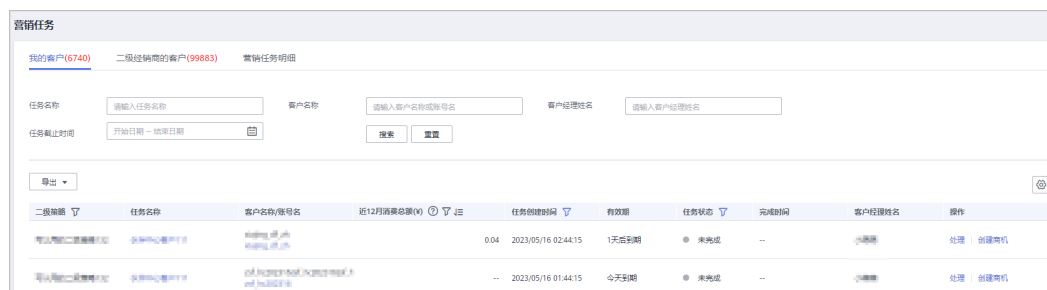 营销任务
我的客户(6740) 二级经销商的客户(99883) 营销任务明细
任务名称 请输入任务名称 客户名称 请输入客户名称或账号名 客户经理姓名 请输入客户经理姓名
任务截止时间 开始日期 – 结束日期 搜索 重置
导出
二级策略 任务名称 客户名称/账号名 近12月消费总额(¥) 任务创建时间 有效期 任务状态 完成时间 客户经理姓名 操作
0.04 2023/05/16 02:44:15 1天后到期 未完成 -- 处理 创建商机
-- 2023/05/16 01:44:15 今天到期 未完成 -- 处理 创建商机